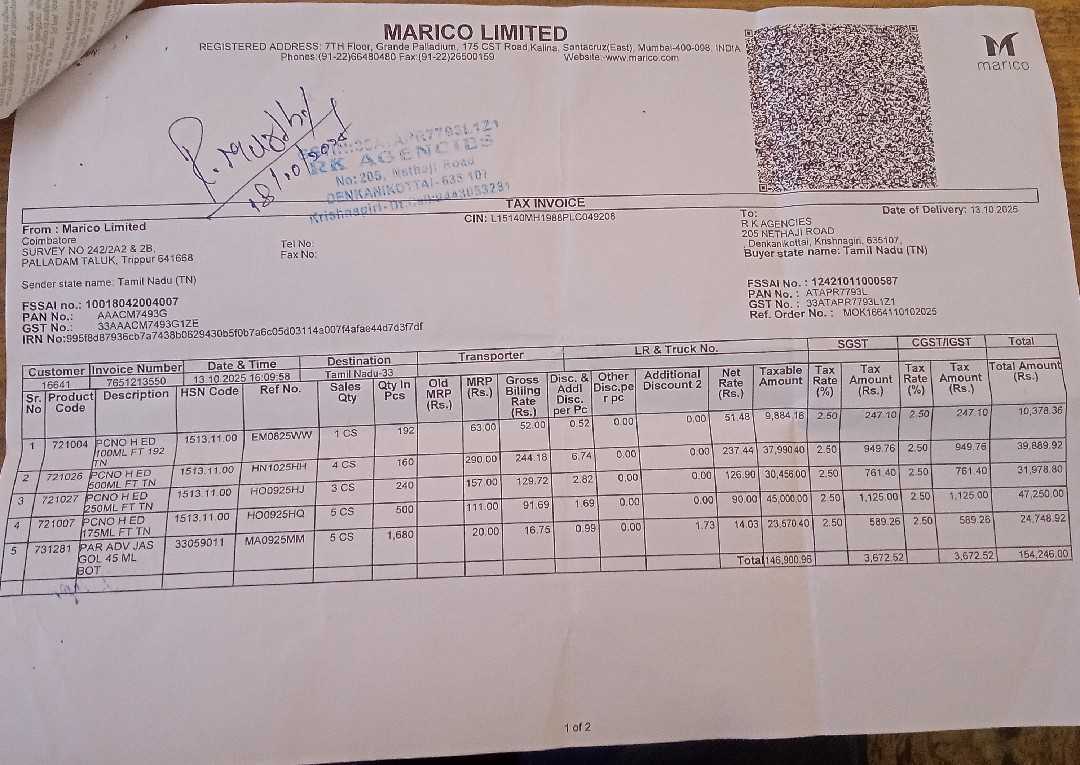 MARICO LIMITED
REGISTERED ADDRESS: 7TH Floor, Grande Palladium, 175 CST Road,Kalina, Santacruz(East), Mumbai-400-098, INDIA
Phones:(91-22)66480480 Fax:(91-22)26500159 Website:-www.marico.com
marico
18/10/2025
RK AGENCIES
No: 205, Nethaji Road
DENKANIKOTTAI-635 107
TAX INVOICE
CIN: L15140MH1988PLC049208
From : Marico Limited
Coimbatore
SURVEY NO 242/2A2 & 2B,
PALLADAM TALUK, Trippur 641668
Tel No:
Fax No:
Sender state name: Tamil Nadu (TN)
FSSAI no.: 10018042004007
PAN No.: AAACM7493G
GST No.: 33AAACM7493G1ZE
IRN No:995f8d87936cb7a7438b0629430b5f0b7a6c05d03114a007f4afae44d7d3f7df
To:
R K AGENCIES
205 NETHAJI ROAD
, Denkanikottai, Krishnagiri, 635107,
Buyer state name: Tamil Nadu (TN)
Date of Delivery: 13.10.2025
FSSAI No. : 12421011000587
PAN No. : ATAPR7793L
GST No. : 33ATAPR7793L1Z1
Ref. Order No. : MOK1664110102025
Customer Invoice Number Date & Time Destination Transporter LR & Truck No. SGST CGST/IGST Total
16641 7651213550 13.10.2025 16:09:58 Tamil Nadu-33
Sr. No Product Code Description HSN Code Ref No. Sales Qty Qty In Pcs Old MRP (Rs.) MRP (Rs.) Gross Billing Rate (Rs.) Disc. & Addl Disc. per Pc Other Disc.pe r pc Additional Discount 2 Net Rate (Rs.) Taxable Amount Tax Rate (%) Tax Amount (Rs.) Tax Rate (%) Tax Amount (Rs.) Total Amount (Rs.)
1 721004 PCNO H ED 100ML FT 192 TN 1513.11.00 EM0825WW 1 CS 192 63.00 52.00 0.52 0.00 0.00 51.48 9,884.16 2.50 247.10 2.50 247.10 10,378.36
2 721026 PCNO H ED 500ML FT TN 1513.11.00 HN1025HH 4 CS 160 290.00 244.18 6.74 0.00 0.00 237.44 37,990.40 2.50 949.76 2.50 949.76 39,889.92
3 721027 PCNO H ED 250ML FT TN 1513.11.00 HO0925HJ 3 CS 240 157.00 129.72 2.82 0.00 0.00 126.90 30,456.00 2.50 761.40 2.50 761.40 31,978.80
4 721007 PCNO H ED 175ML FT TN 1513.11.00 HO0925HQ 5 CS 500 111.00 91.69 1.69 0.00 0.00 90.00 45,000.00 2.50 1,125.00 2.50 1,125.00 47,250.00
5 731281 PAR ADV JAS GOL 45 ML BOT 33059011 MA0925MM 5 CS 1,680 20.00 16.75 0.99 0.00 1.73 14.03 23,570.40 2.50 589.26 2.50 589.26 24,748.92
Total 146,900.96 3,672.52 3,672.52 154,246.00
1 of 2